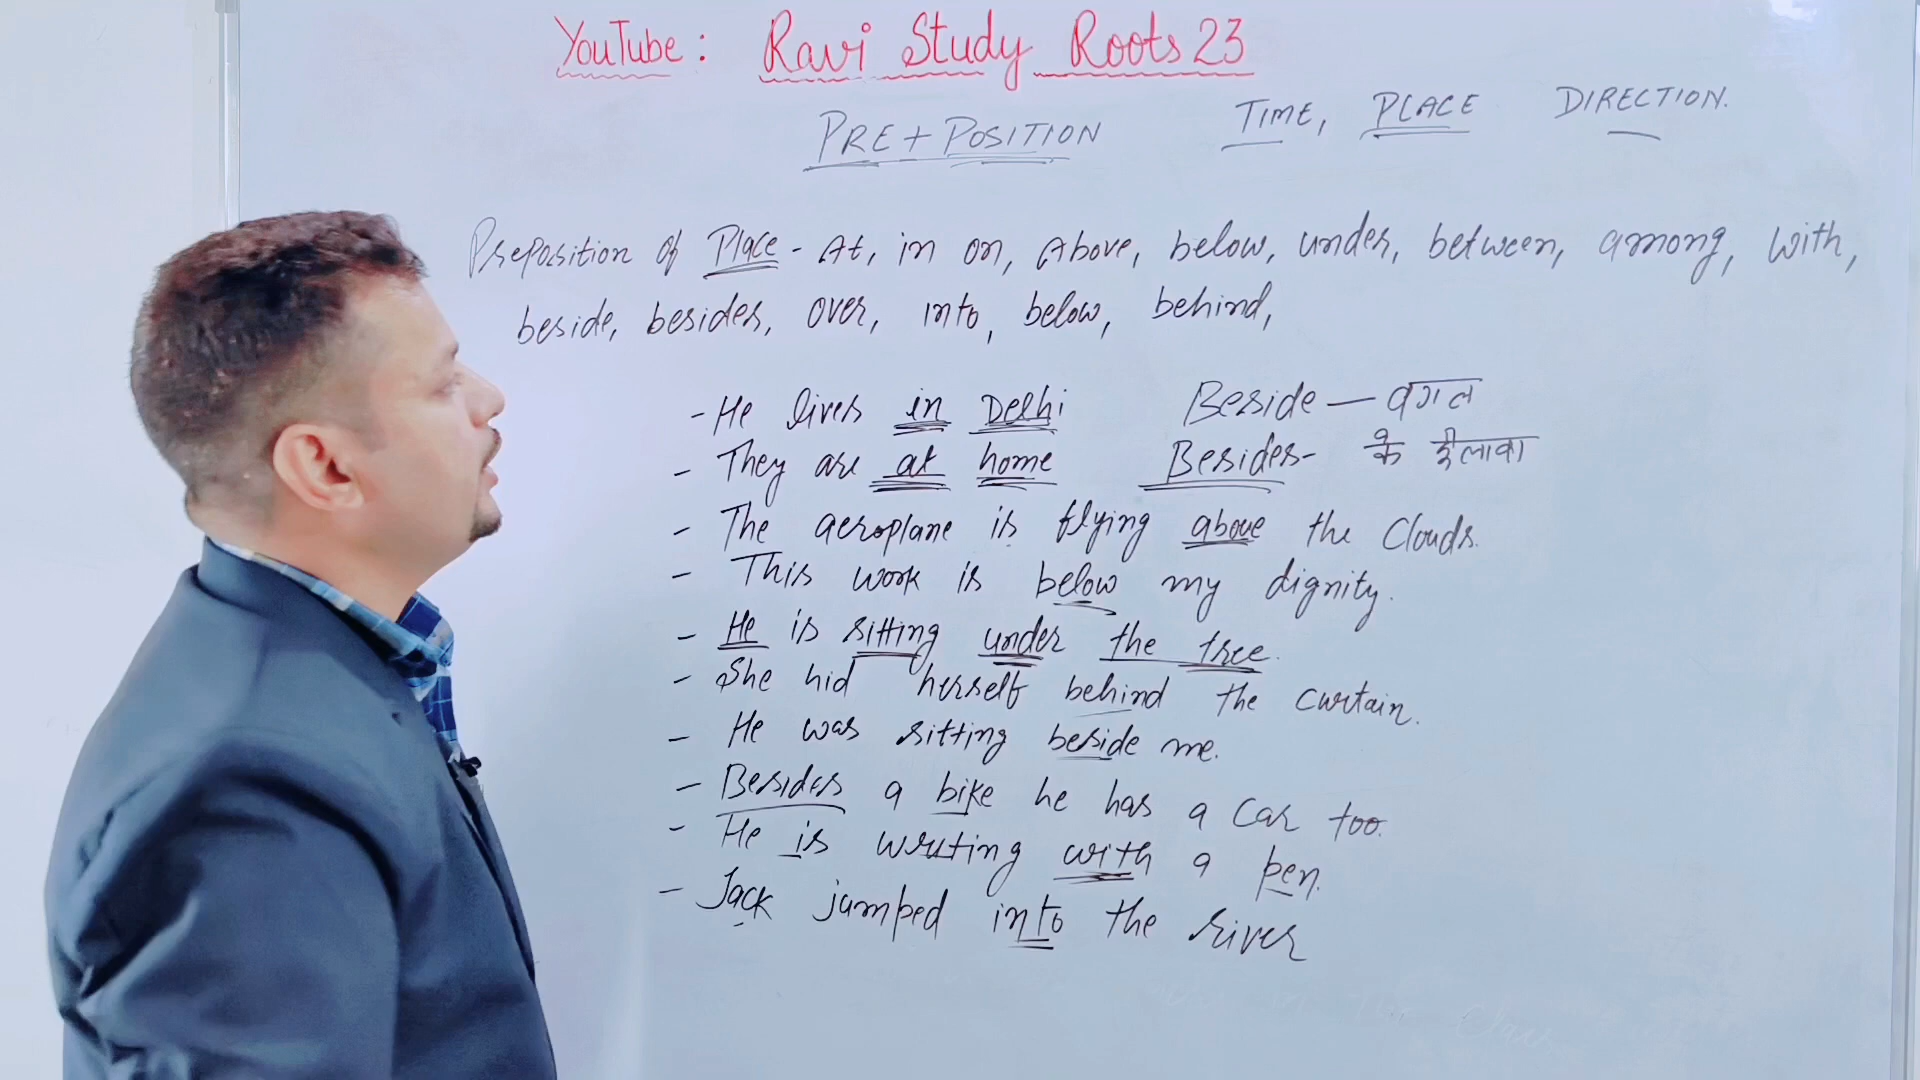 YouTube: Ravi Study Roots 23
PRE + POSITION TIME, PLACE DIRECTION.
Preposition of Place - At, in on, Above, below, under, between, among, with,
beside, besides, over, into, below, behind,
- He lives in Delhi Beside — बगल
- They are at home Besides - के ईलावा
- The aeroplane is flying above the Clouds.
- This work is below my dignity.
- He is sitting under the tree.
- She hid herself behind the curtain.
- He was sitting beside me.
- Besides a bike he has a car too.
- He is writing with a pen.
- Jack jumped into the river